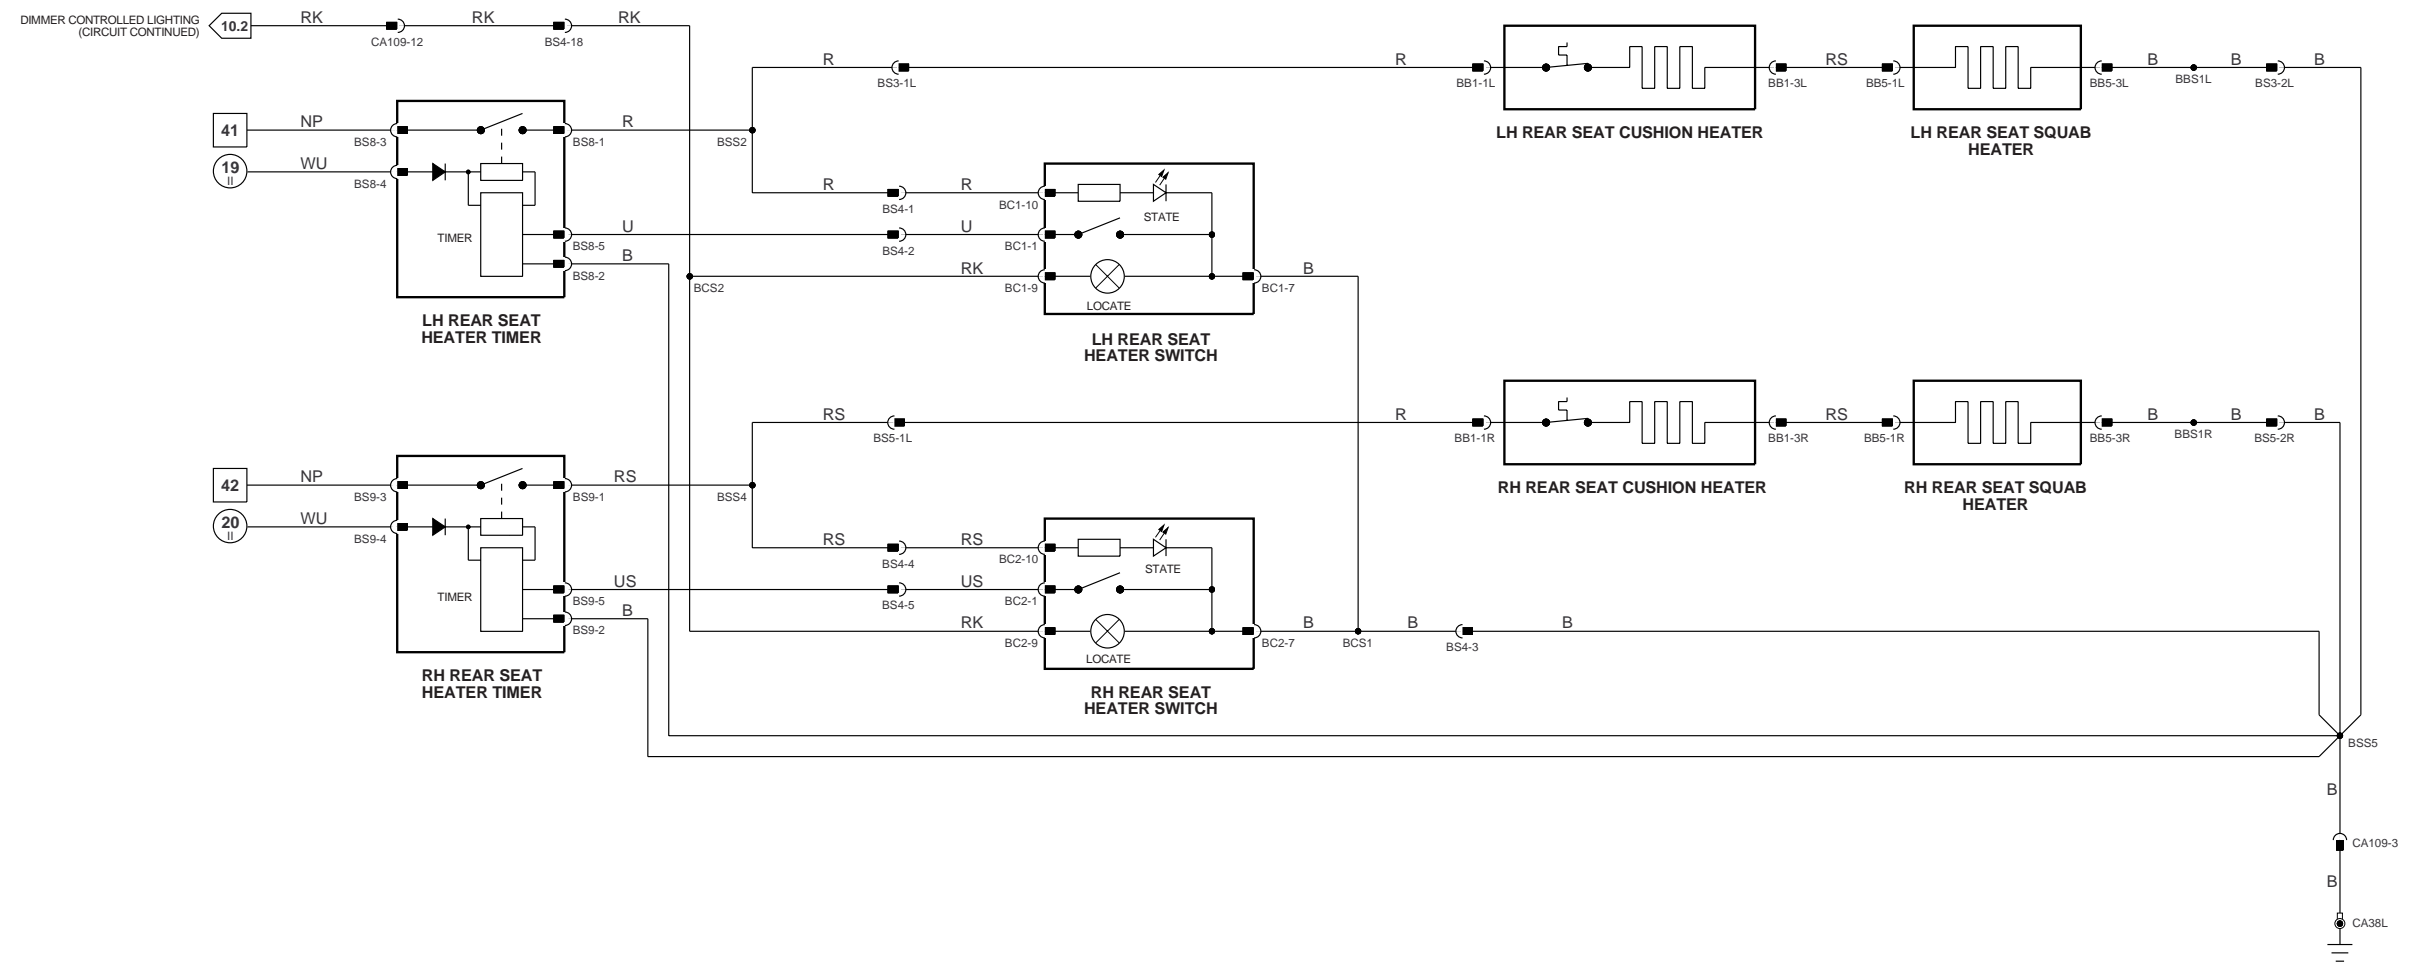 DIMMER CONTROLLED LIGHTING
(CIRCUIT CONTINUED)
10.2
RK
CA109-12
RK
BS4-18
RK
R
BS3-1L
R
BB1-1L
BB1-3L
RS
BB5-1L
BB5-3L
B
BBS1L
B
BS3-2L
B
LH REAR SEAT CUSHION HEATER
LH REAR SEAT SQUAB
HEATER
41
NP
BS8-3
BS8-1
R
BSS2
19
II
WU
BS8-4
TIMER
BS8-5
U
BS8-2
B
LH REAR SEAT
HEATER TIMER
R
BS4-1
R
BC1-10
STATE
BS4-2
U
BC1-1
BCS2
RK
BC1-9
LOCATE
BC1-7
B
LH REAR SEAT
HEATER SWITCH
RS
BS5-1L
R
BB1-1R
BB1-3R
RS
BB5-1R
BB5-3R
B
BBS1R
B
BS5-2R
B
RH REAR SEAT CUSHION HEATER
RH REAR SEAT SQUAB
HEATER
42
NP
BS9-3
BS9-1
RS
BSS4
20
II
WU
BS9-4
TIMER
BS9-5
US
BS9-2
B
RH REAR SEAT
HEATER TIMER
RS
BS4-4
RS
BC2-10
STATE
BS4-5
US
BC2-1
RK
BC2-9
LOCATE
BC2-7
B
BCS1
B
BS4-3
B
RH REAR SEAT
HEATER SWITCH
BSS5
B
CA109-3
B
CA38L